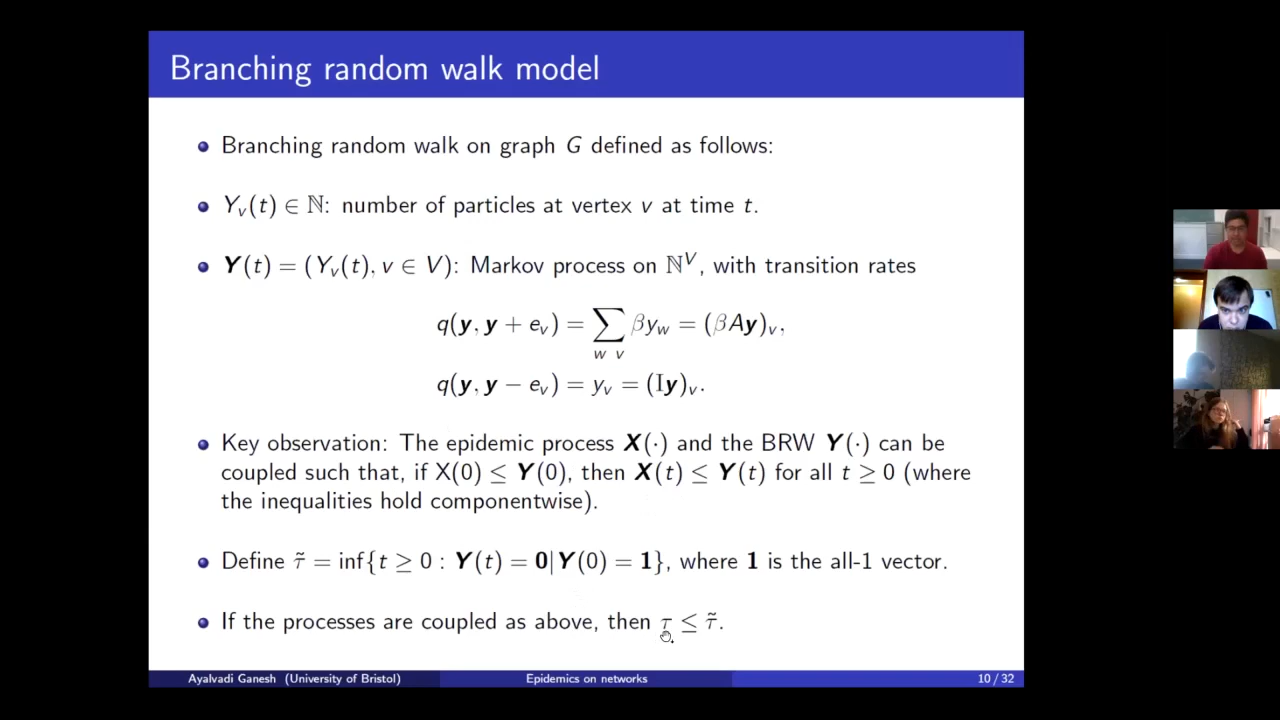 Branching random walk model
Branching random walk on graph G defined as follows:
Y_v(t) ∈ ℕ: number of particles at vertex v at time t.
Y(t) = (Y_v(t), v ∈ V): Markov process on ℕ^V, with transition rates
q(y, y + e_v) = ∑_{w v} βy_w = (βAy)_v,
q(y, y − e_v) = y_v = (Iy)_v.
Key observation: The epidemic process X(·) and the BRW Y(·) can be
coupled such that, if X(0) ≤ Y(0), then X(t) ≤ Y(t) for all t ≥ 0 (where
the inequalities hold componentwise).
Define τ̃ = inf{t ≥ 0 : Y(t) = 0|Y(0) = 1}, where 1 is the all-1 vector.
If the processes are coupled as above, then τ ≤ τ̃.
Ayalvadi Ganesh (University of Bristol) Epidemics on networks 10 / 32